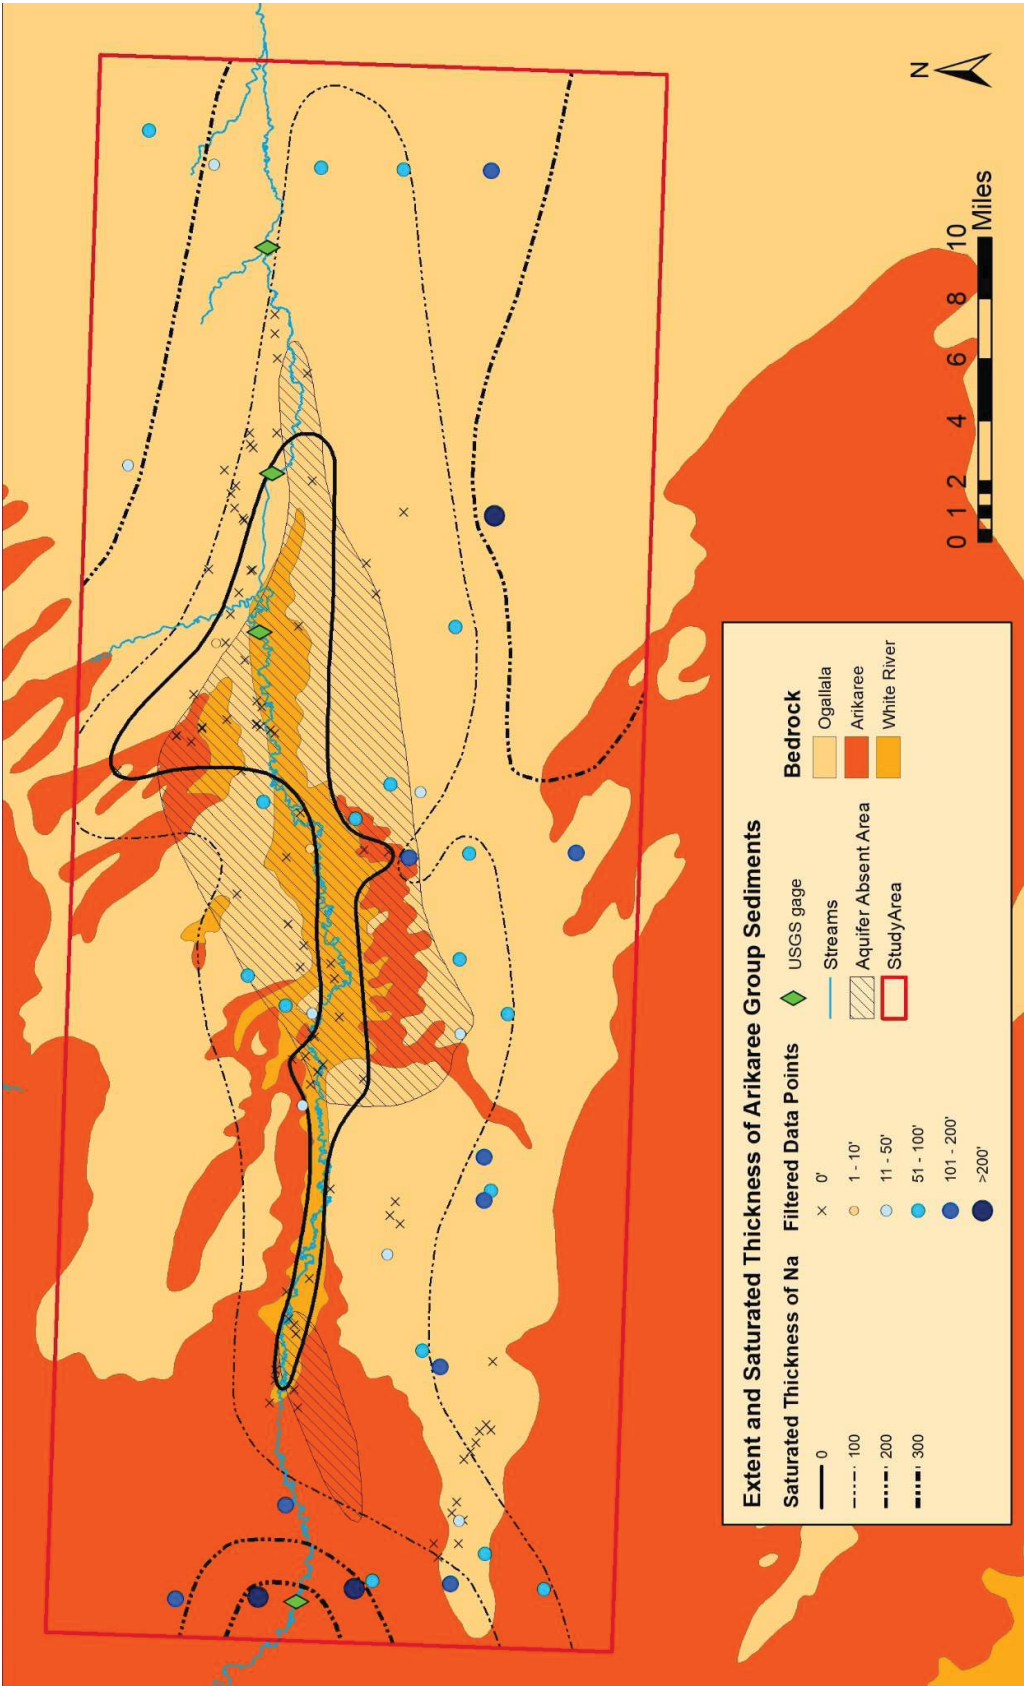 N
0 1 2 4 6 8 10
Miles
Extent and Saturated Thickness of Arikaree Group Sediments
Saturated Thickness of Na
0
100
200
300
Filtered Data Points
0'
1 - 10'
11 - 50'
51 - 100'
101 - 200'
>200'
USGS gage
Streams
Aquifer Absent Area
StudyArea
Bedrock
Ogallala
Arikaree
White River